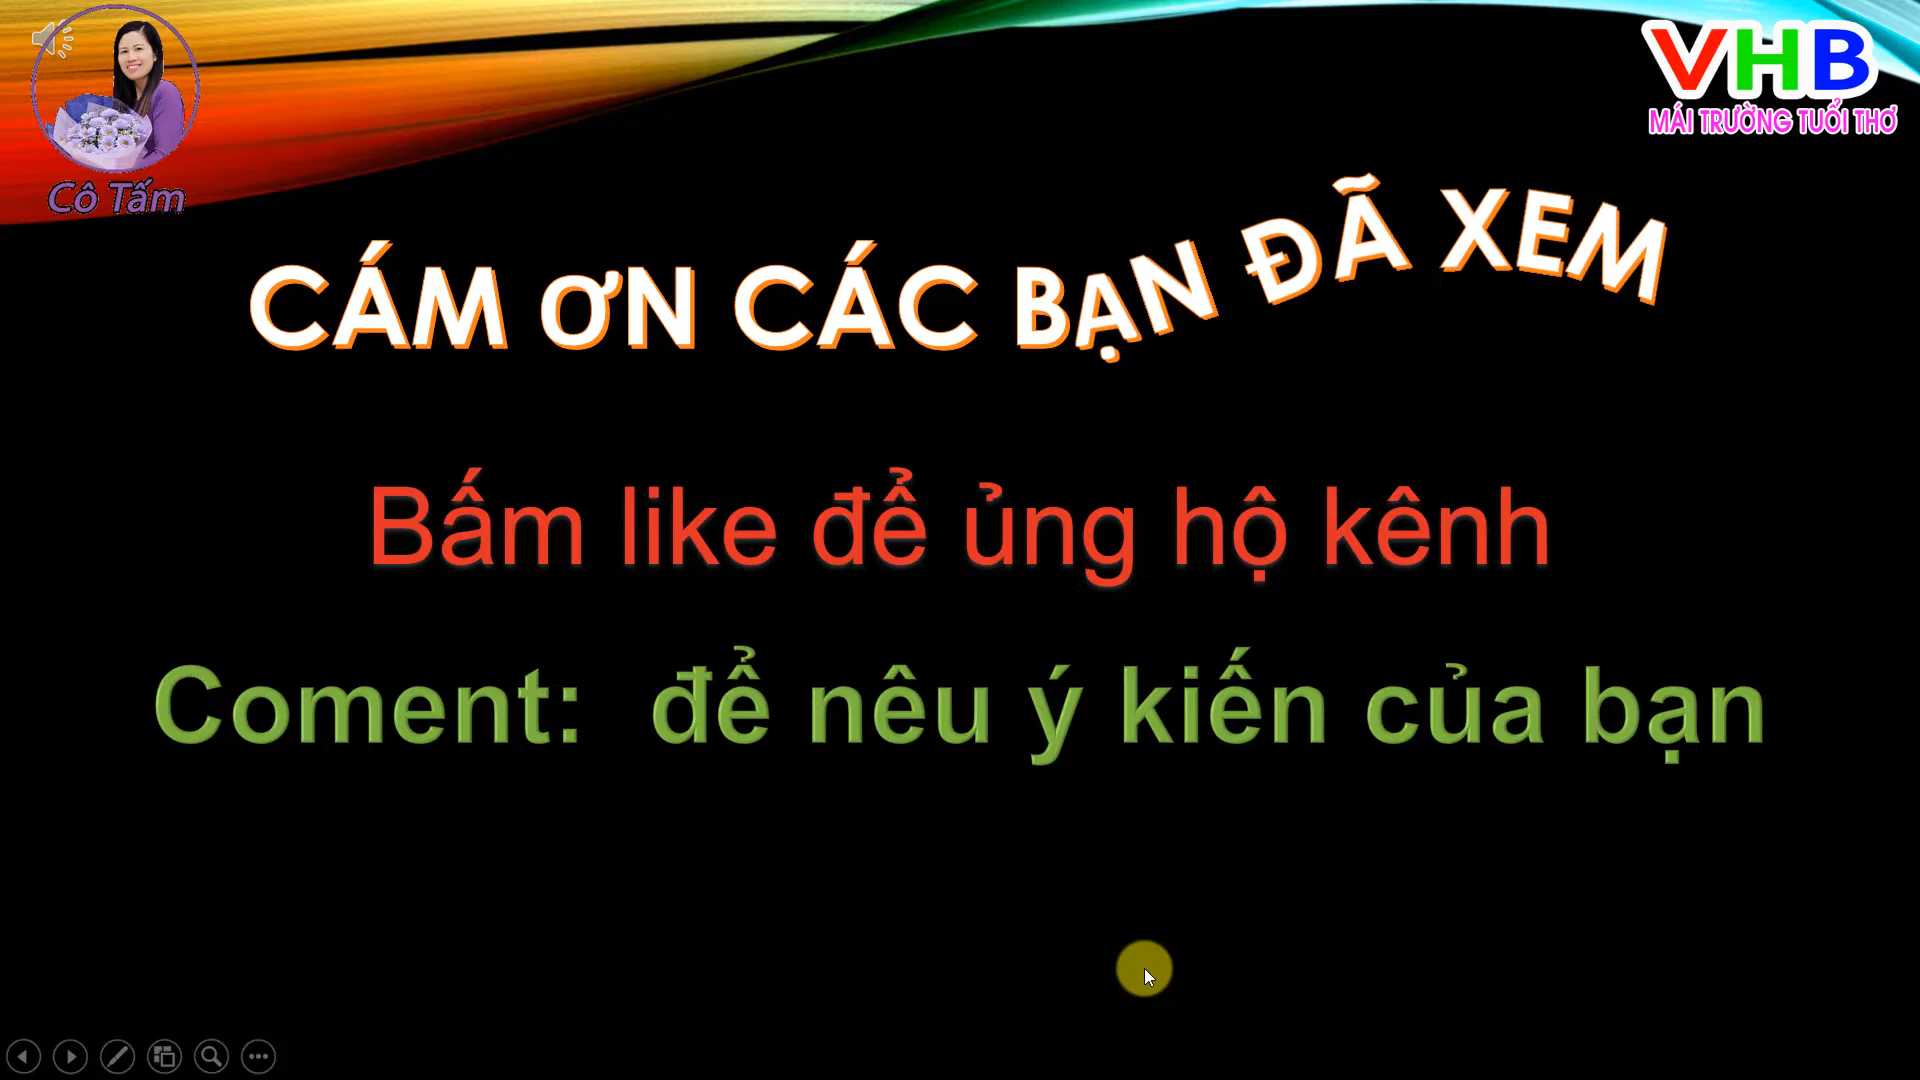 VHB
MÁI TRƯỜNG TUỔI THƠ
Cô Tấm
CÁM ƠN CÁC BẠN ĐÃ XEM
Bấm like để ủng hộ kênh
Coment:  để nêu ý kiến của bạn